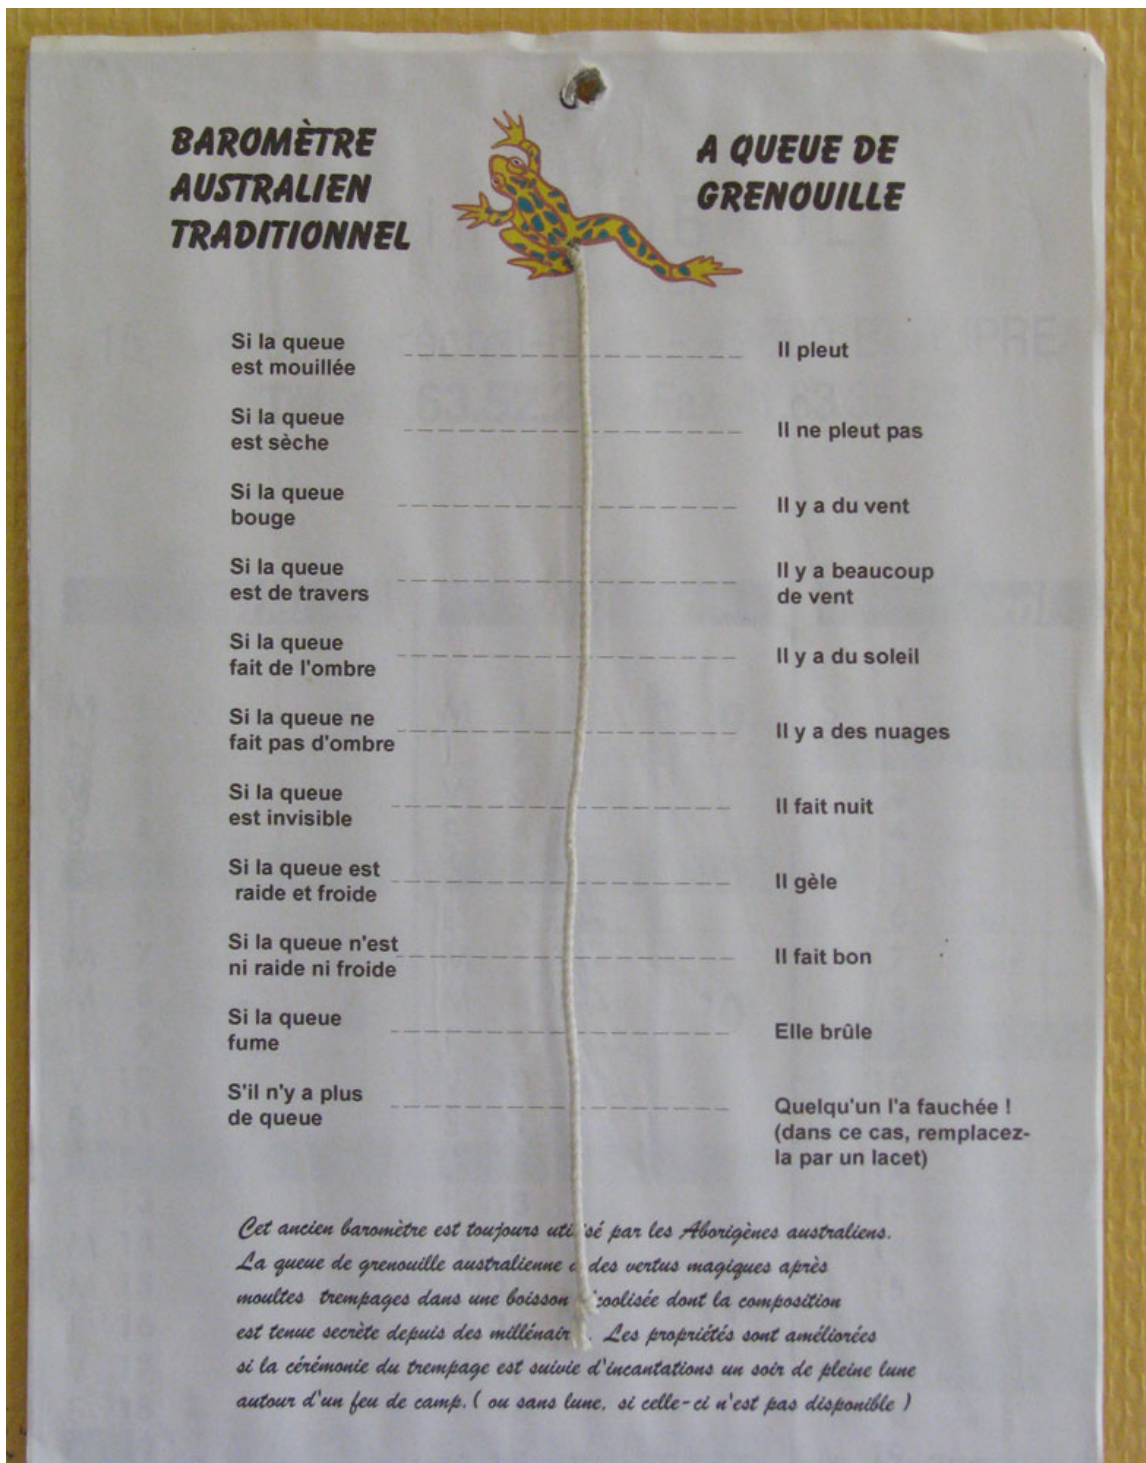 BAROMÈTRE
AUSTRALIEN
TRADITIONNEL
A QUEUE DE
GRENOUILLE
Si la queue
est mouillée
Il pleut
Si la queue
est sèche
Il ne pleut pas
Si la queue
bouge
Il y a du vent
Si la queue
est de travers
Il y a beaucoup
de vent
Si la queue
fait de l'ombre
Il y a du soleil
Si la queue ne
fait pas d'ombre
Il y a des nuages
Si la queue
est invisible
Il fait nuit
Si la queue est
raide et froide
Il gèle
Si la queue n'est
ni raide ni froide
Il fait bon
Si la queue
fume
Elle brûle
S'il n'y a plus
de queue
Quelqu'un l'a fauchée !
(dans ce cas, remplacez-
la par un lacet)
Cet ancien baromètre est toujours utilisé par les Aborigènes australiens.
La queue de grenouille australienne a des vertus magiques après
moultes trempages dans une boisson alcoolisée dont la composition
est tenue secrète depuis des millénaires. Les propriétés sont améliorées
si la cérémonie du trempage est suivie d'incantations un soir de pleine lune
autour d'un feu de camp. ( ou sans lune, si celle-ci n'est pas disponible )